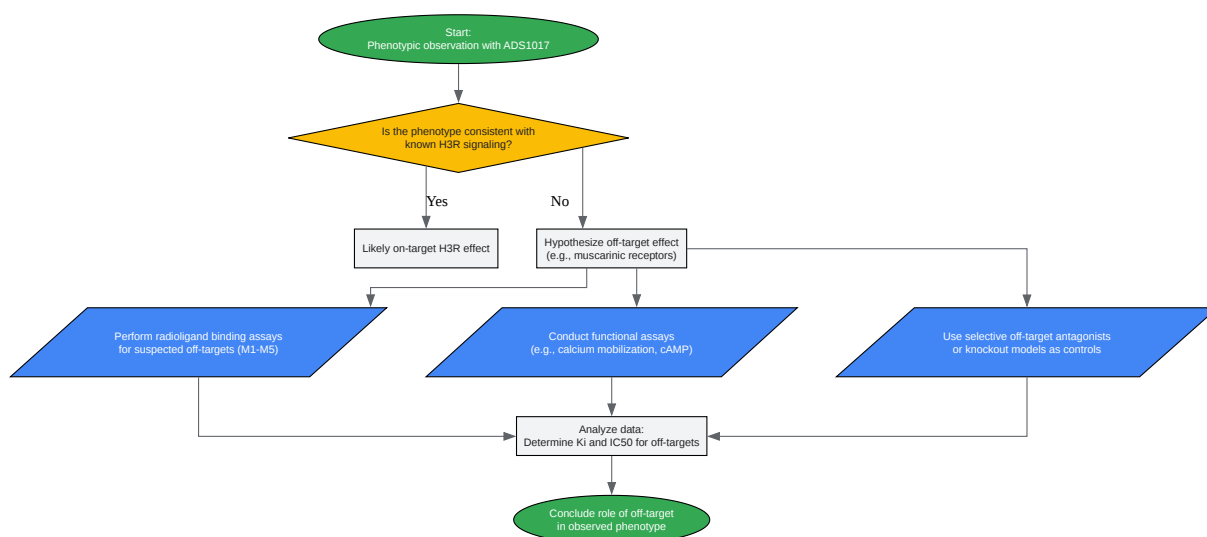 Start:
Phenotypic observation with ADS1017
Is the phenotype consistent with
known H3R signaling?
Yes
No
Likely on-target H3R effect
Hypothesize off-target effect
(e.g., muscarinic receptors)
Perform radioligand binding assays
for suspected off-targets (M1-M5)
Conduct functional assays
(e.g., calcium mobilization, cAMP)
Use selective off-target antagonists
or knockout models as controls
Analyze data:
Determine Ki and IC50 for off-targets
Conclude role of off-target
in observed phenotype